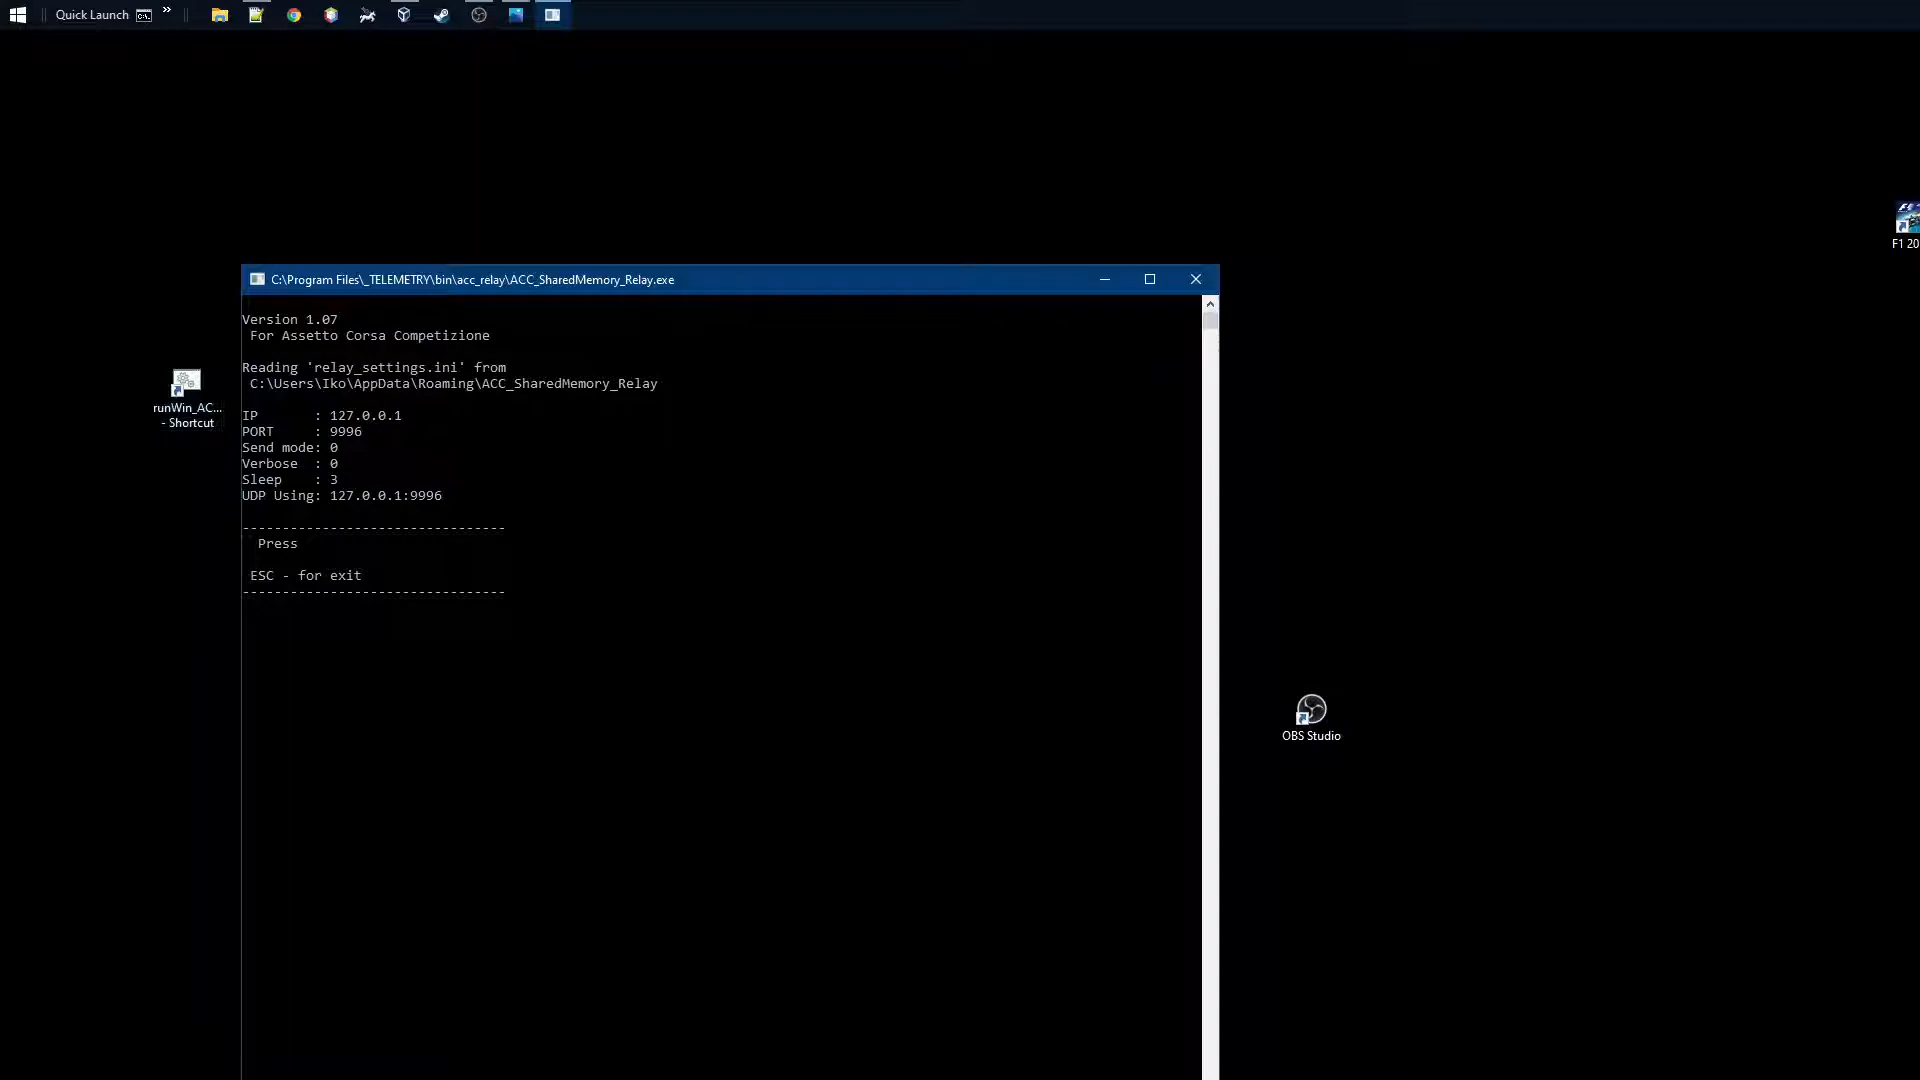 Quick Launch
C:\Program Files\_TELEMETRY\bin\acc_relay\ACC_SharedMemory_Relay.exe
Version 1.07
For Assetto Corsa Competizione
Reading 'relay_settings.ini' from
C:\Users\Iko\AppData\Roaming\ACC_SharedMemory_Relay
IP       : 127.0.0.1
PORT     : 9996
Send mode: 0
Verbose  : 0
Sleep    : 3
UDP Using: 127.0.0.1:9996
---------------------------------
Press
ESC - for exit
---------------------------------
runWin_AC...
- Shortcut
OBS Studio
F1 20